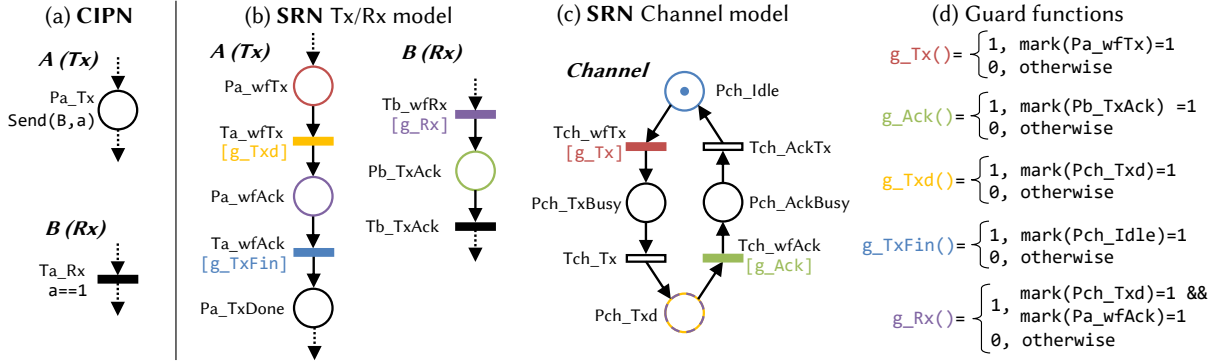 (a) CIPN
A (Tx)
Pa_Tx
Send(B,a)
B (Rx)
Ta_Rx
a==1
(b) SRN Tx/Rx model
A (Tx)
Pa_wfTx
Ta_wfTx
[g_Txd]
Pa_wfAck
Ta_wfAck
[g_TxFin]
Pa_TxDone
B (Rx)
Tb_wfRx
[g_Rx]
Pb_TxAck
Tb_TxAck
(c) SRN Channel model
Channel
Pch_Idle
Tch_wfTx
[g_Tx]
Tch_AckTx
Pch_TxBusy
Pch_AckBusy
Tch_Tx
Tch_wfAck
[g_Ack]
Pch_Txd
(d) Guard functions
g_Tx()= 1, mark(Pa_wfTx)=1
0, otherwise
g_Ack()= 1, mark(Pb_TxAck) =1
0, otherwise
g_Txd()= 1, mark(Pch_Txd)=1
0, otherwise
g_TxFin()= 1, mark(Pch_Idle)=1
0, otherwise
g_Rx()= 1, mark(Pch_Txd)=1 &&
mark(Pa_wfAck)=1
0, otherwise